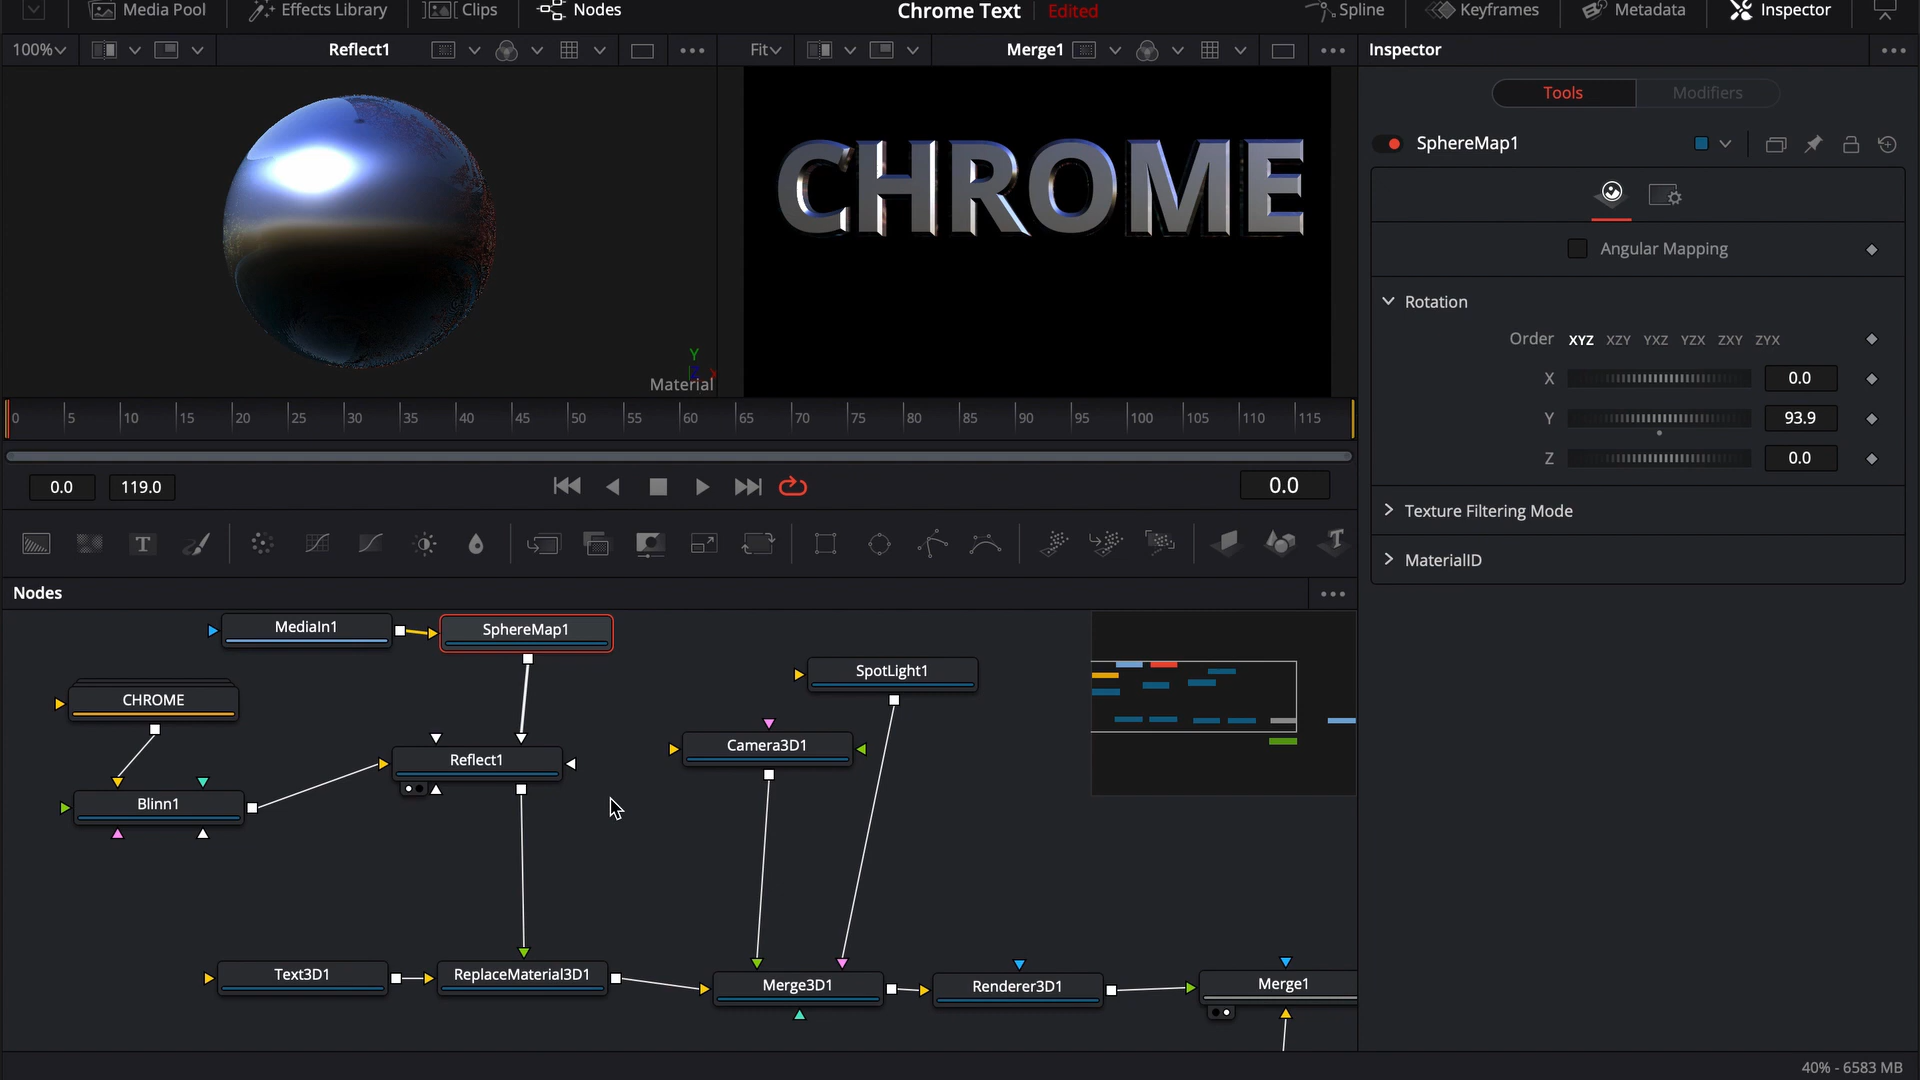 Media Pool
Effects Library
Clips
Nodes
Chrome Text
Edited
Spline
Keyframes
Metadata
Inspector
100%
Reflect1
Fit
Merge1
Inspector
CHROME
Y
Material
Tools
Modifiers
SphereMap1
Angular Mapping
Rotation
Order XYZ XZY YXZ YZX ZXY ZYX
X 0.0
Y 93.9
Z 0.0
Texture Filtering Mode
MaterialID
0 5 10 15 20 25 30 35 40 45 50 55 60 65 70 75 80 85 90 95 100 105 110 115
0.0
119.0
0.0
T
T
Nodes
MediaIn1
SphereMap1
SpotLight1
CHROME
Camera3D1
Reflect1
Blinn1
Text3D1
ReplaceMaterial3D1
Merge3D1
Renderer3D1
Merge1
40% - 6583 MB